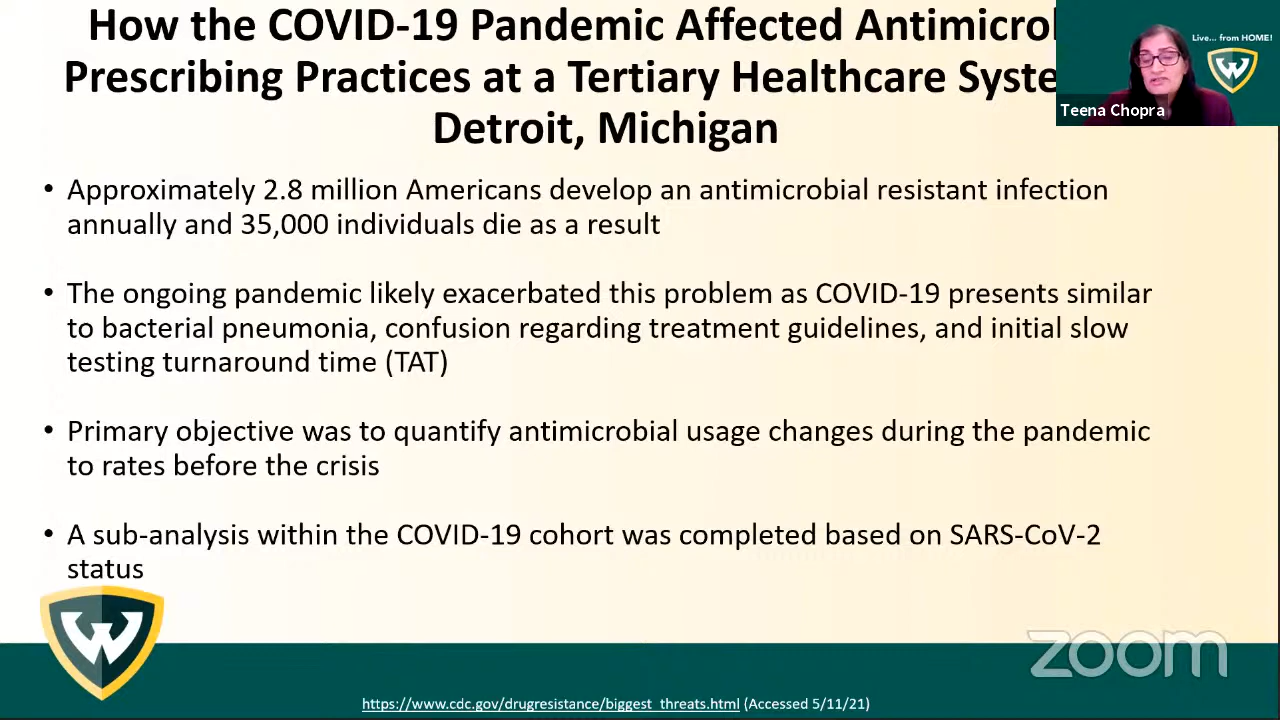 How the COVID-19 Pandemic Affected Antimicrob
Prescribing Practices at a Tertiary Healthcare Syste
Detroit, Michigan
Live... from HOME!
W
Teena Chopra
• Approximately 2.8 million Americans develop an antimicrobial resistant infection
annually and 35,000 individuals die as a result
• The ongoing pandemic likely exacerbated this problem as COVID-19 presents similar
to bacterial pneumonia, confusion regarding treatment guidelines, and initial slow
testing turnaround time (TAT)
• Primary objective was to quantify antimicrobial usage changes during the pandemic
to rates before the crisis
• A sub-analysis within the COVID-19 cohort was completed based on SARS-CoV-2
status
W
zoom
https://www.cdc.gov/drugresistance/biggest_threats.html (Accessed 5/11/21)